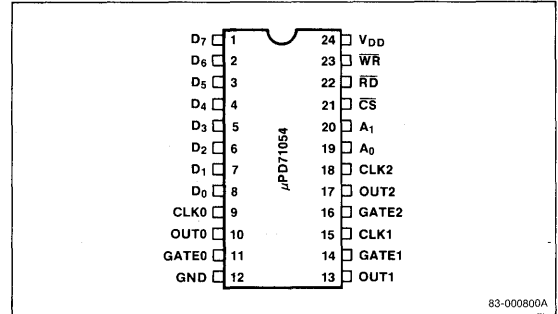 D7 1 24 VDD
D6 2 23 WR
D5 3 22 RD
D4 4 21 CS
D3 5 20 A1
D2 6 19 A0
D1 7 18 CLK2
D0 8 17 OUT2
CLK0 9 16 GATE2
OUT0 10 15 CLK1
GATE0 11 14 GATE1
GND 12 13 OUT1
μPD71054
83-000800A